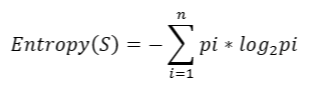 Entropy(S) = − ∑_{i=1}^{n} pi ∗ log₂pi